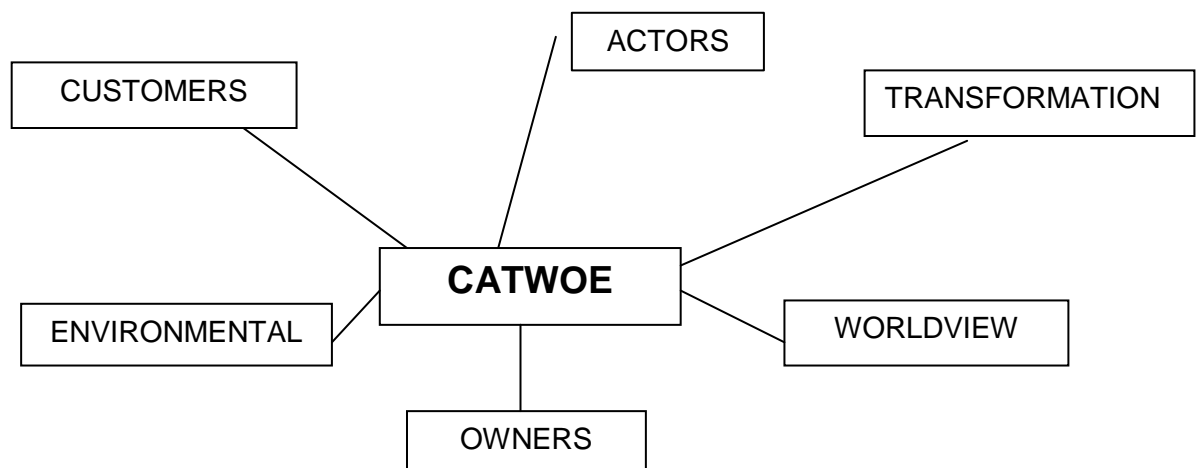 ACTORS
CUSTOMERS
TRANSFORMATION
CATWOE
ENVIRONMENTAL
WORLDVIEW
OWNERS